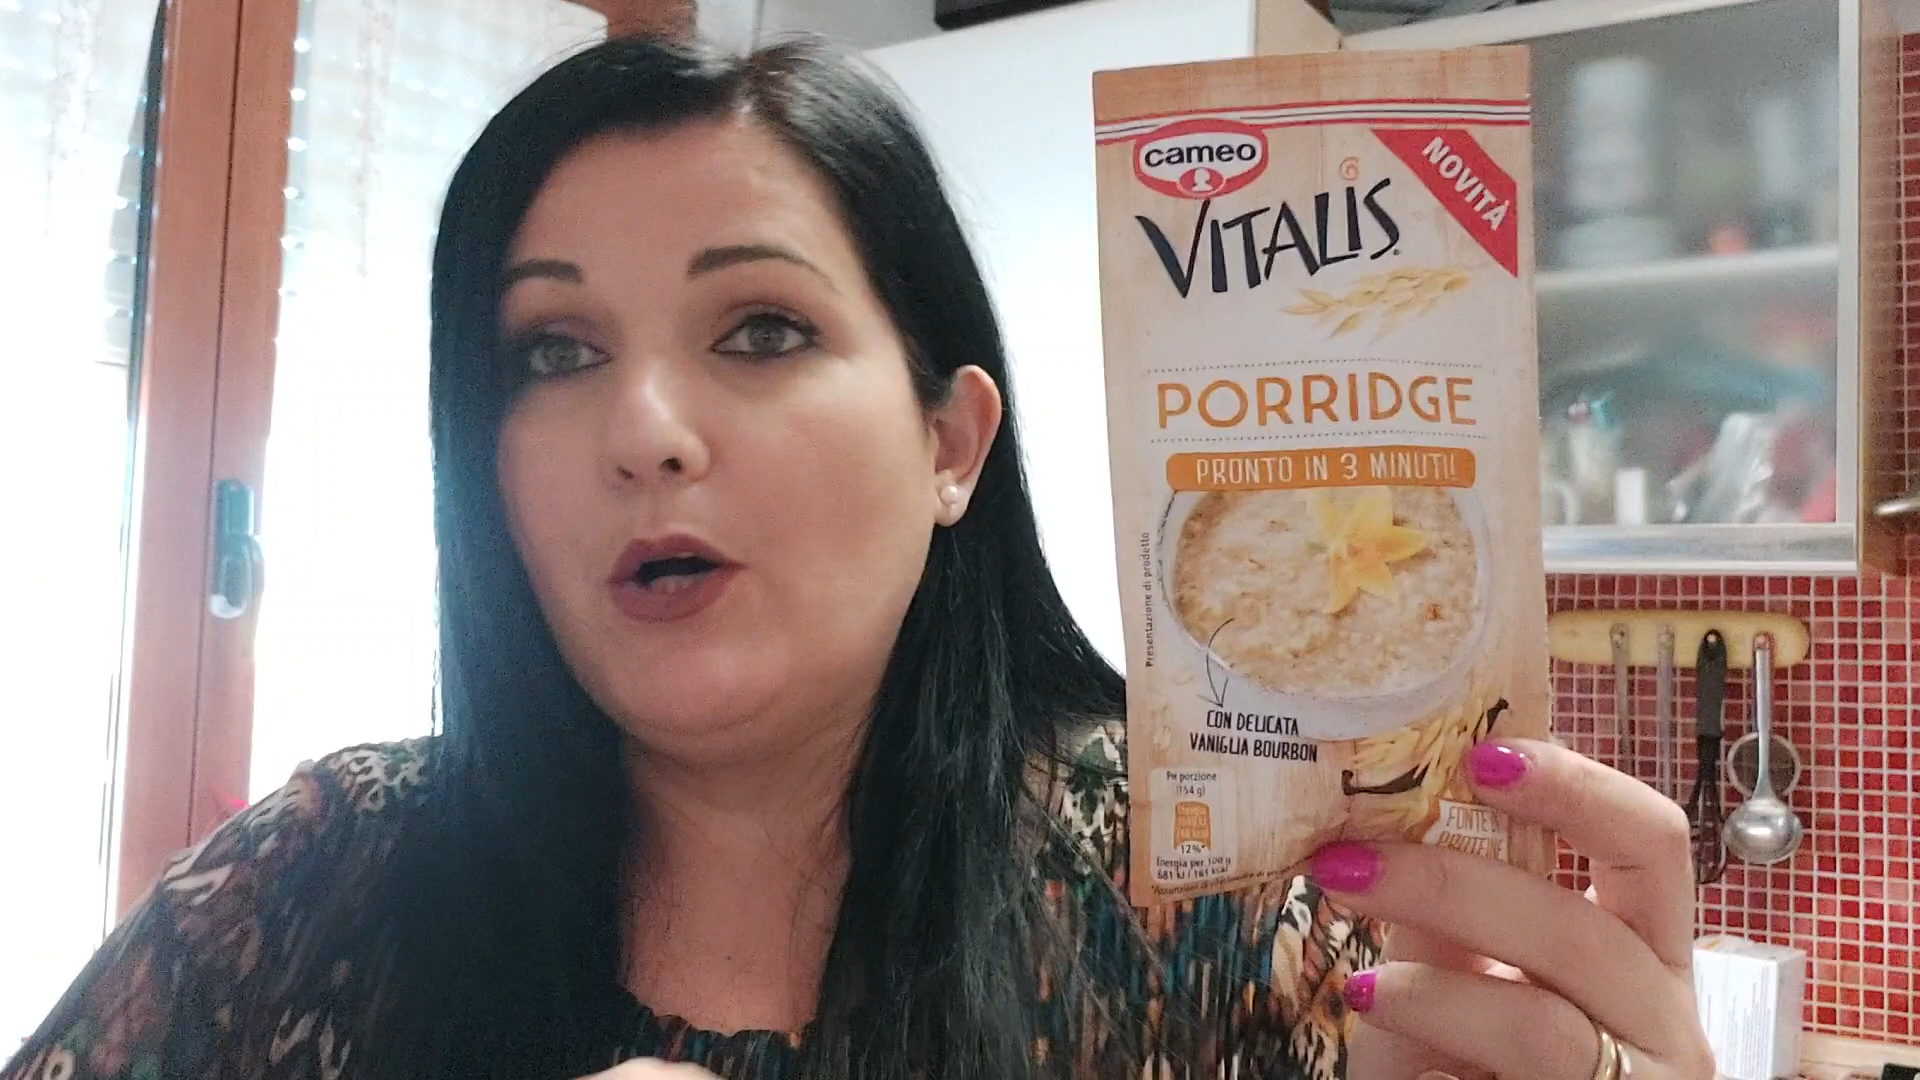 cameo
NOVITÀ
VITALIS
PORRIDGE
PRONTO IN 3 MINUTI!
Presentazione di prodotto
CON DELICATA
VANIGLIA BOURBON
Per porzione
(154 g)
12%*
Energia per 100 g
681 kJ / 161 kcal
FONTE DI
PROTEINE